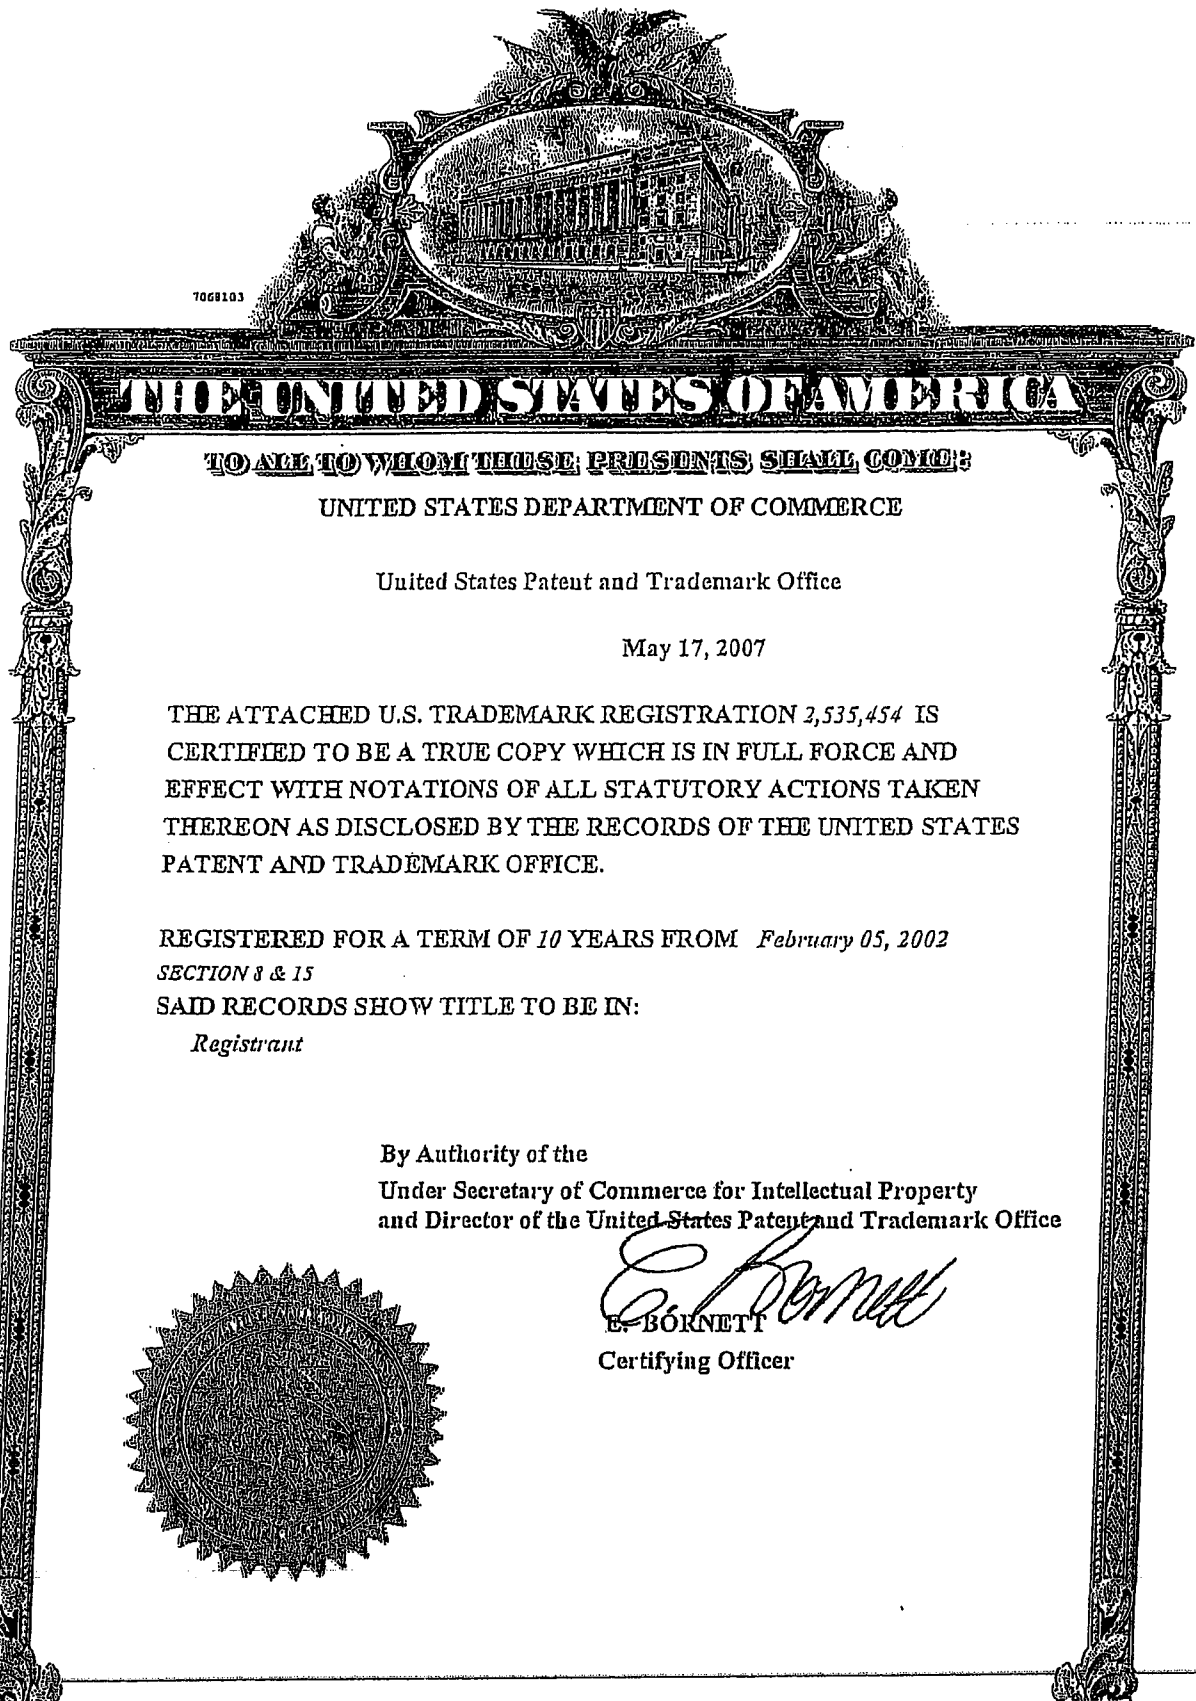 7068103
THE UNITED STATES OF AMERICA
TO ALL TO WHOM THESE PRESENTS SHALL COME:
UNITED STATES DEPARTMENT OF COMMERCE
United States Patent and Trademark Office
May 17, 2007
THE ATTACHED U.S. TRADEMARK REGISTRATION 2,535,454 IS
CERTIFIED TO BE A TRUE COPY WHICH IS IN FULL FORCE AND
EFFECT WITH NOTATIONS OF ALL STATUTORY ACTIONS TAKEN
THEREON AS DISCLOSED BY THE RECORDS OF THE UNITED STATES
PATENT AND TRADEMARK OFFICE.
REGISTERED FOR A TERM OF 10 YEARS FROM February 05, 2002
SECTION 8 & 15
SAID RECORDS SHOW TITLE TO BE IN:
Registrant
By Authority of the
Under Secretary of Commerce for Intellectual Property
and Director of the United States Patent and Trademark Office
E. Bornett
E. BORNETT
Certifying Officer